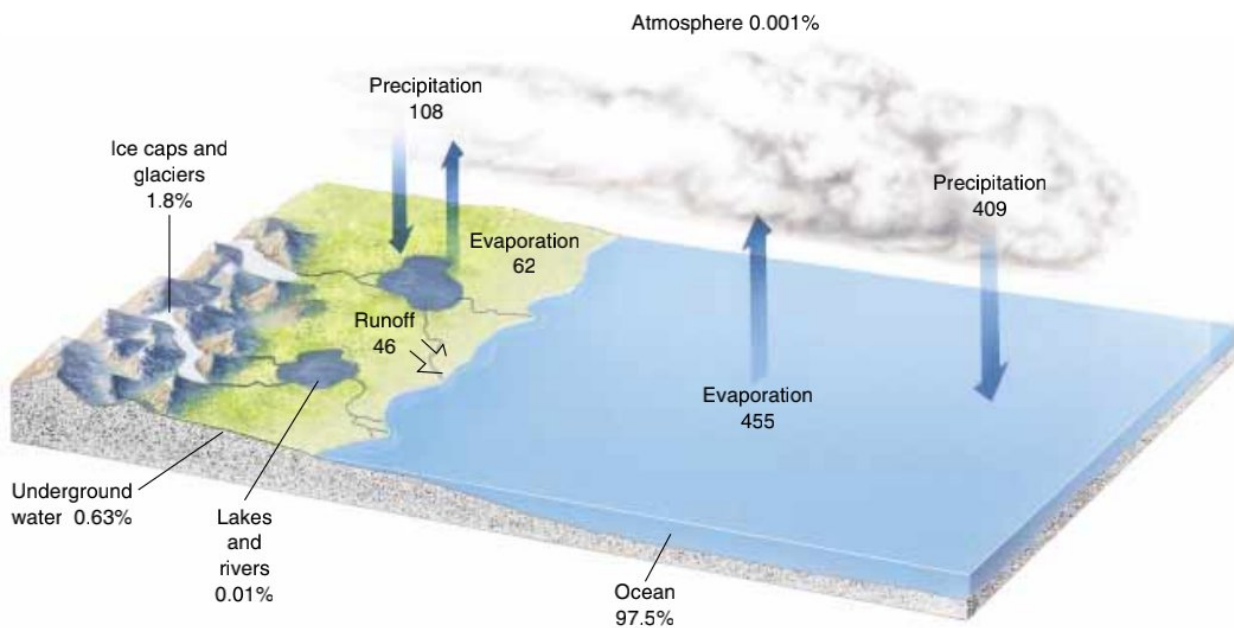 Atmosphere 0.001%
Precipitation
108
Ice caps and
glaciers
1.8%
Precipitation
409
Evaporation
62
Runoff
46
Evaporation
455
Underground
water 0.63%
Lakes
and
rivers
0.01%
Ocean
97.5%